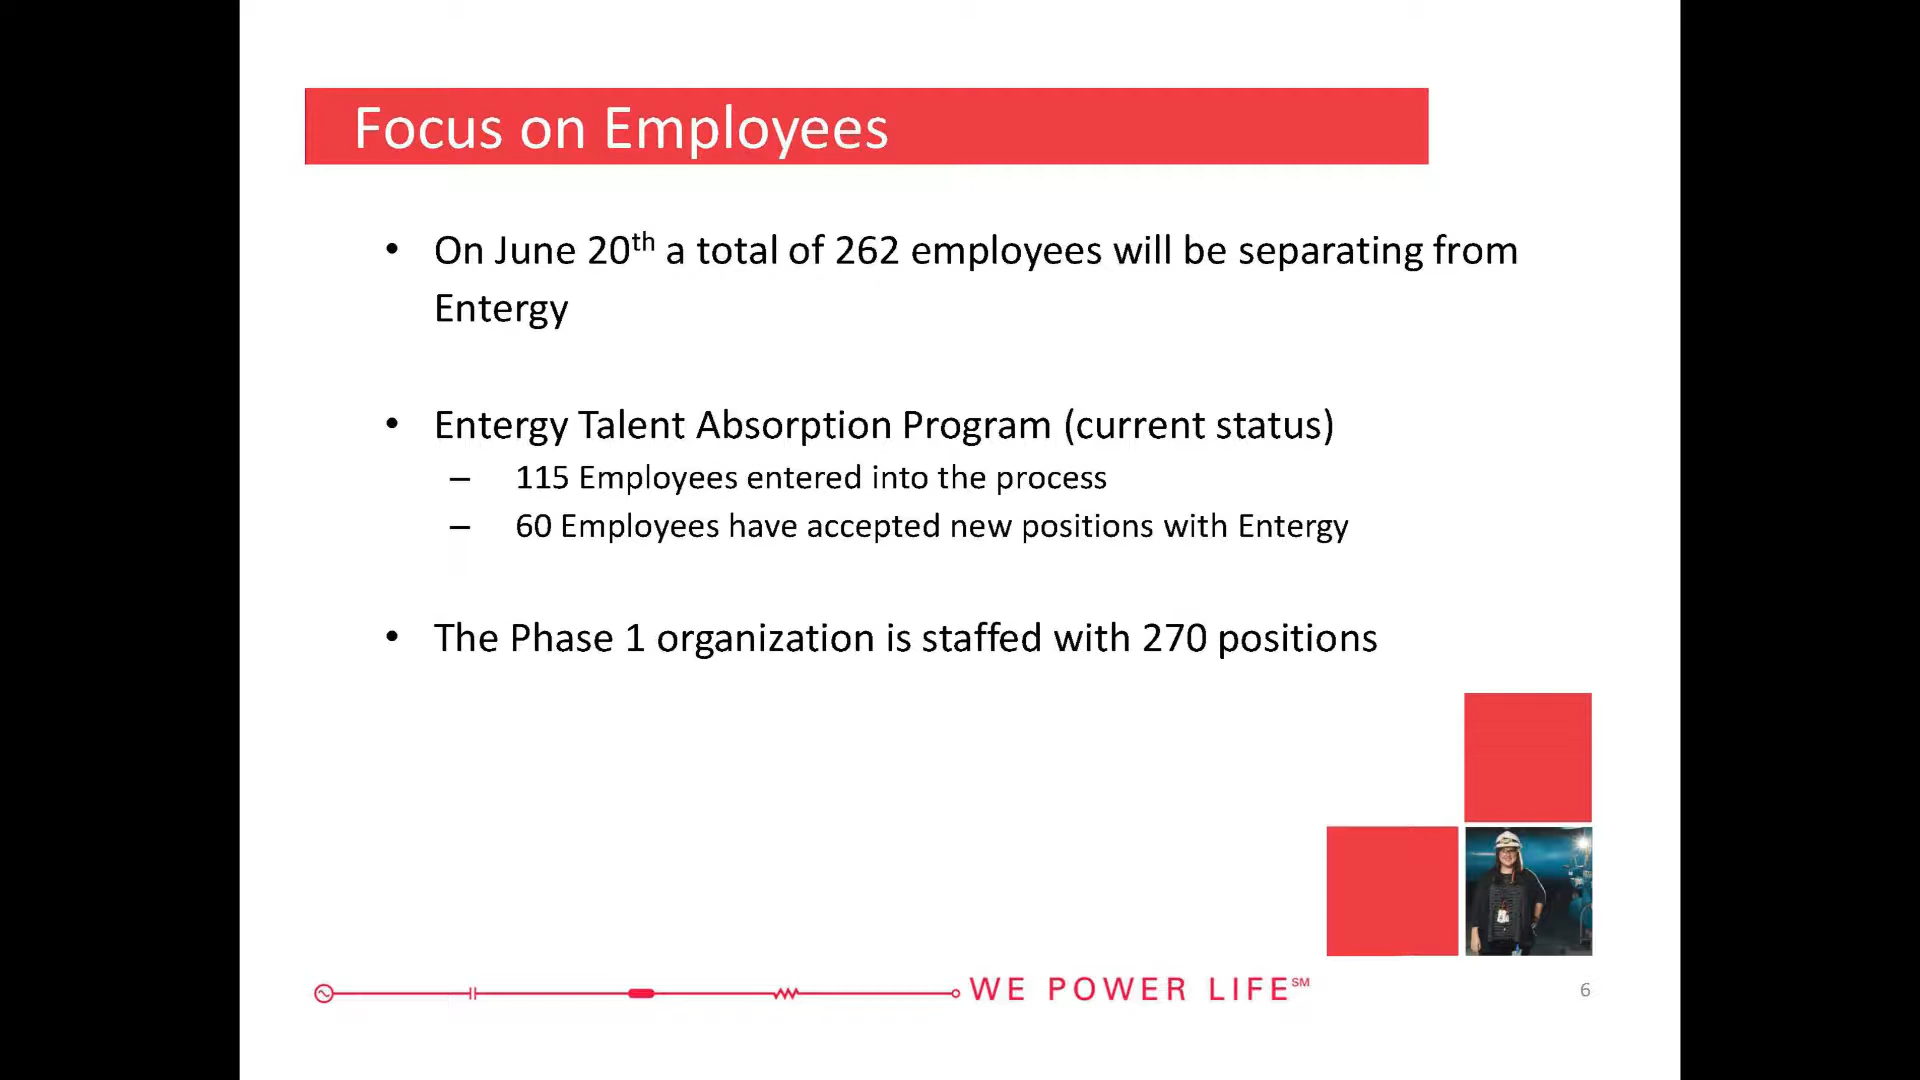 Focus on Employees
• On June 20th a total of 262 employees will be separating from
Entergy
• Entergy Talent Absorption Program (current status)
– 115 Employees entered into the process
– 60 Employees have accepted new positions with Entergy
• The Phase 1 organization is staffed with 270 positions
WE POWER LIFE℠
6